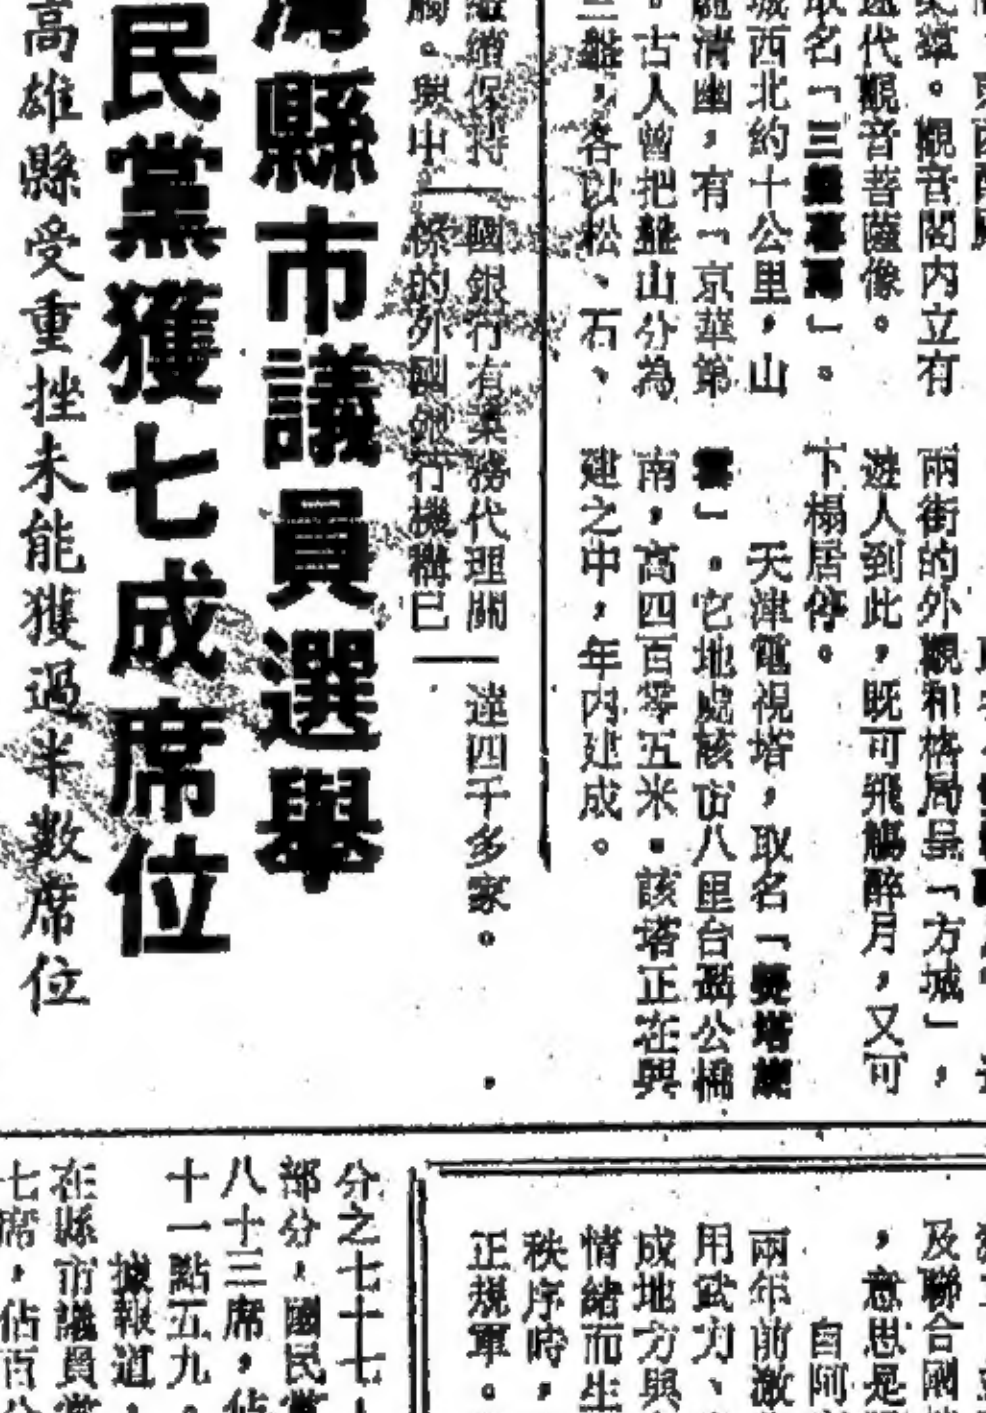 兩街的外觀和格局呈「方城」，
遊人到此，既可飛觴醉月，又可
下榻居停。
天津電視塔，取名「
」。它地處該市八里台
南，高四百零五米。該塔正在興
建之中，年內建成。
史蹟。觀音閣內立有
代觀音菩薩像。
取名「三盤暮雨」。
城西北約十公里，山
清幽，有「京華第
。古人曾把盤山分為
三盤，各以松、石、
繼續保持
觸。與中
國銀行有業務代理關
係的外國銀行機構已
達四千多家。
灣縣市議員選舉
民黨獲七成席位
高雄縣受重挫未能獲過半數席位
及聯合國
，意思是
自阿
兩年前激
用武力、
成地方與
情緒而生
秩序時，
正規軍。
分之七十七
部分，國民黨
八十三席，佔
十一點五九。
據報道，
在縣市議員當
七席，佔百分